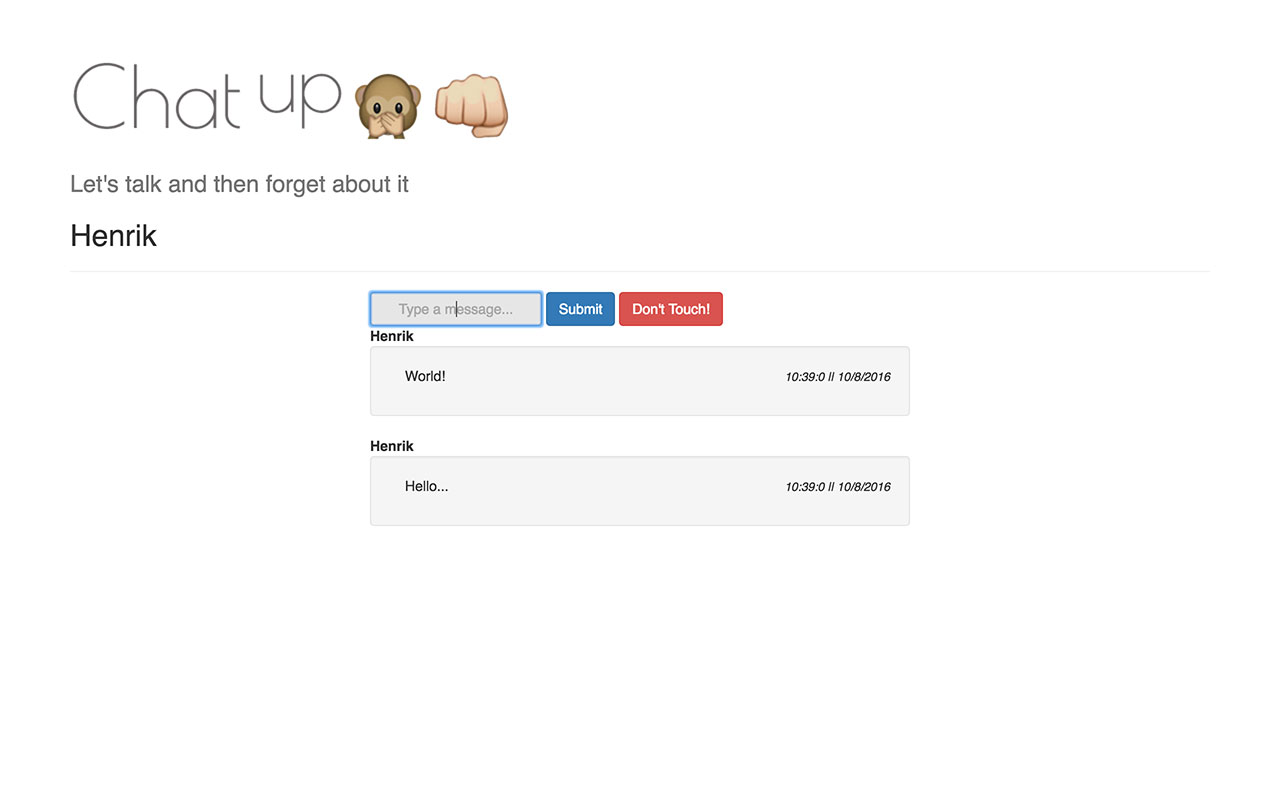 Chat up 🙊 👊🏼
Let's talk and then forget about it
Henrik
Type a message... Submit Don't Touch!
Henrik
World! 10:39:0 // 10/8/2016
Henrik
Hello... 10:39:0 // 10/8/2016